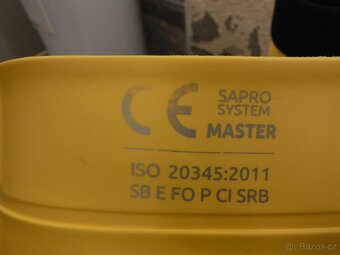 CE SAPRO
SYSTEM
MASTER
ISO 20345:2011
SB E FO P CI SRB
© Bazos.cz